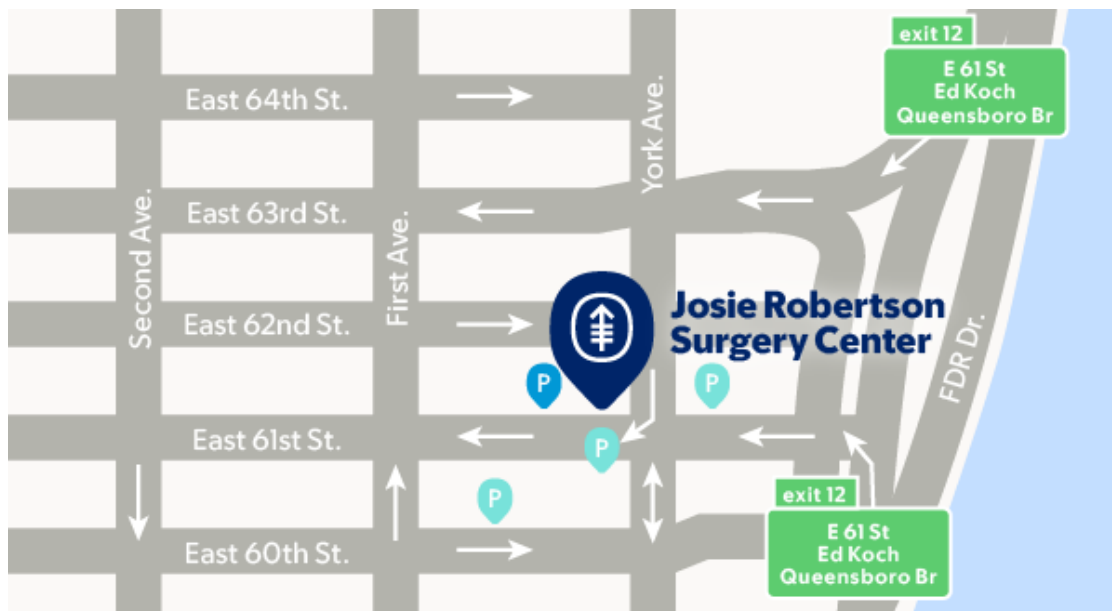 exit 12
E 61 St
Ed Koch
Queensboro Br
East 64th St.
York Ave.
East 63rd St.
Second Ave.
First Ave.
East 62nd St.
Josie Robertson
Surgery Center
FDR Dr.
P
P
East 61st St.
P
P
exit 12
E 61 St
Ed Koch
Queensboro Br
East 60th St.